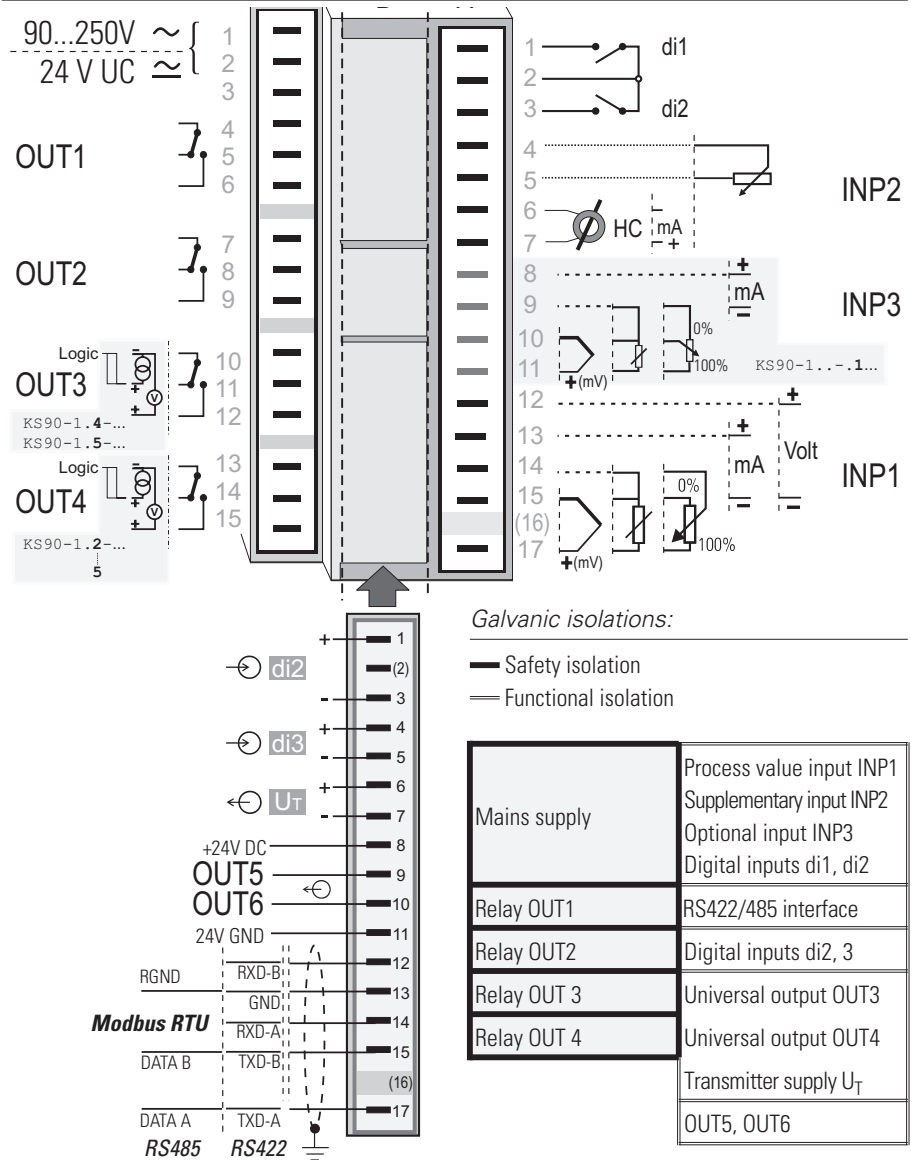 90...250V
24 V UC
1
2
3
OUT1
4
5
6
OUT2
7
8
9
Logic
OUT3
10
11
12
KS90-1.4-...
KS90-1.5-...
Logic
OUT4
13
14
15
KS90-1.2-...
5
1
di1
2
3
di2
4
5
INP2
6
HC
mA
7
8
mA
INP3
9
10
0%
11
100%
KS90-1..-.1...
+(mV)
12
13
14
mA
Volt
INP1
15
0%
(16)
17
100%
+(mV)
+
1
di2
(2)
-
3
+
4
di3
-
5
+
6
UT
-
7
+24V DC
8
OUT5
9
OUT6
10
24V GND
11
RXD-B
12
RGND
GND
13
Modbus RTU
RXD-A
14
DATA B
TXD-B
15
(16)
DATA A
TXD-A
17
RS485
RS422
Galvanic isolations:
Safety isolation
Functional isolation
Mains supply
Process value input INP1
Supplementary input INP2
Optional input INP3
Digital inputs di1, di2
Relay OUT1
RS422/485 interface
Relay OUT2
Digital inputs di2, 3
Relay OUT 3
Universal output OUT3
Relay OUT 4
Universal output OUT4
Transmitter supply UT
OUT5, OUT6